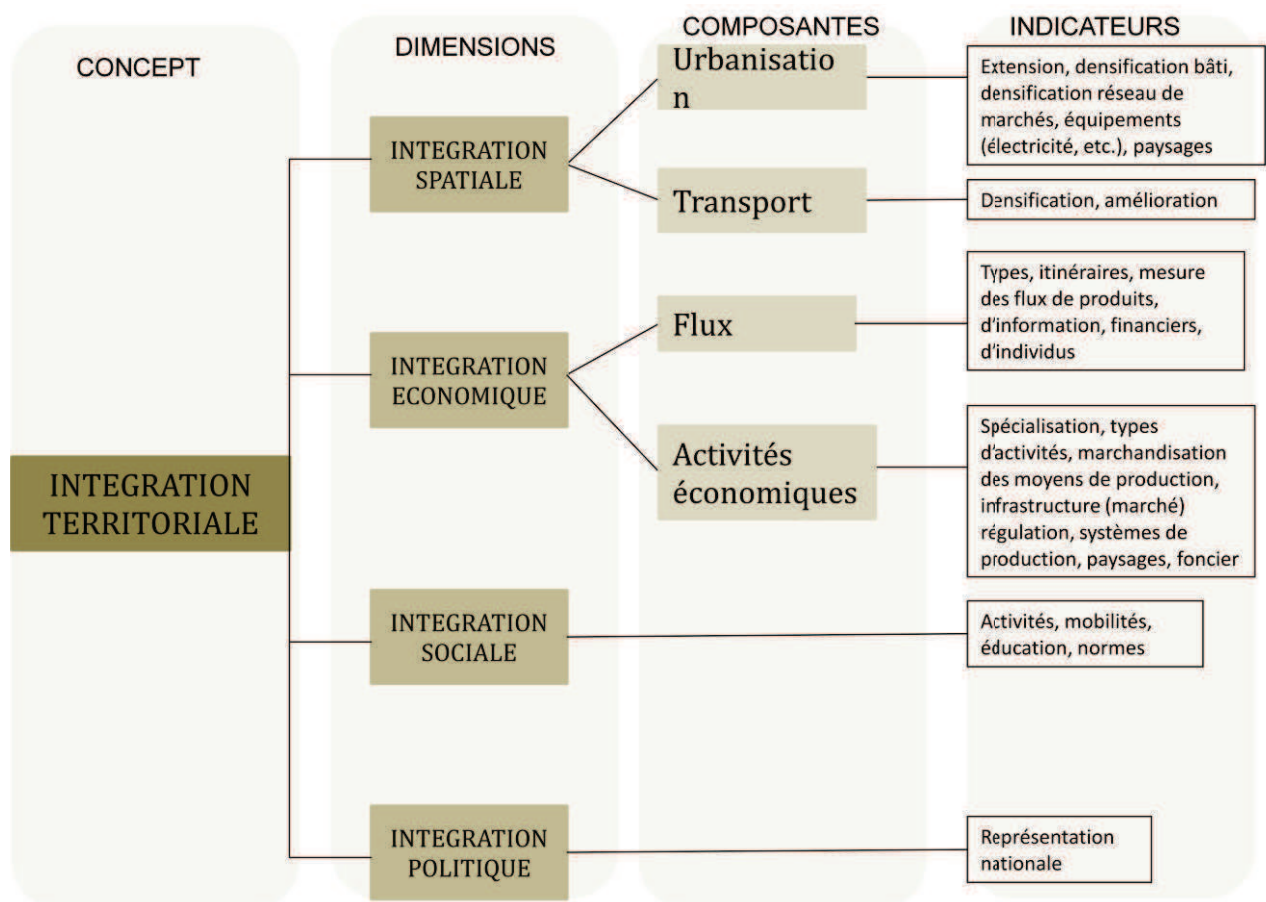 CONCEPT
DIMENSIONS
COMPOSANTES
INDICATEURS
INTEGRATION
TERRITORIALE
INTEGRATION
SPATIALE
Urbanisatio
n
Extension, densification bâti,
densification réseau de
marchés, équipements
(électricité, etc.), paysages
Transport
Densification, amélioration
INTEGRATION
ECONOMIQUE
Flux
Types, itinéraires, mesure
des flux de produits,
d'information, financiers,
d'individus
Activités
économiques
Spécialisation, types
d'activités, marchandisation
des moyens de production,
infrastructure (marché)
régulation, systèmes de
production, paysages, foncier
INTEGRATION
SOCIALE
Activités, mobilités,
éducation, normes
INTEGRATION
POLITIQUE
Représentation
nationale